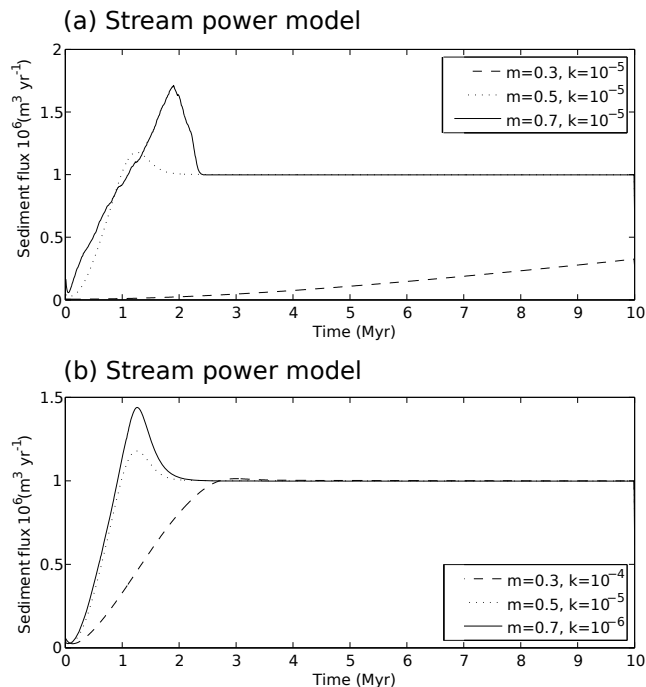 (a) Stream power model
Sediment flux 10⁶(m³ yr⁻¹)
2
1.5
1
0.5
0
m=0.3, k=10⁻⁵
m=0.5, k=10⁻⁵
m=0.7, k=10⁻⁵
0 1 2 3 4 5 6 7 8 9 10
Time (Myr)
(b) Stream power model
Sediment flux 10⁶(m³ yr⁻¹)
1.5
1
0.5
0
m=0.3, k=10⁻⁴
m=0.5, k=10⁻⁵
m=0.7, k=10⁻⁶
0 1 2 3 4 5 6 7 8 9 10
Time (Myr)